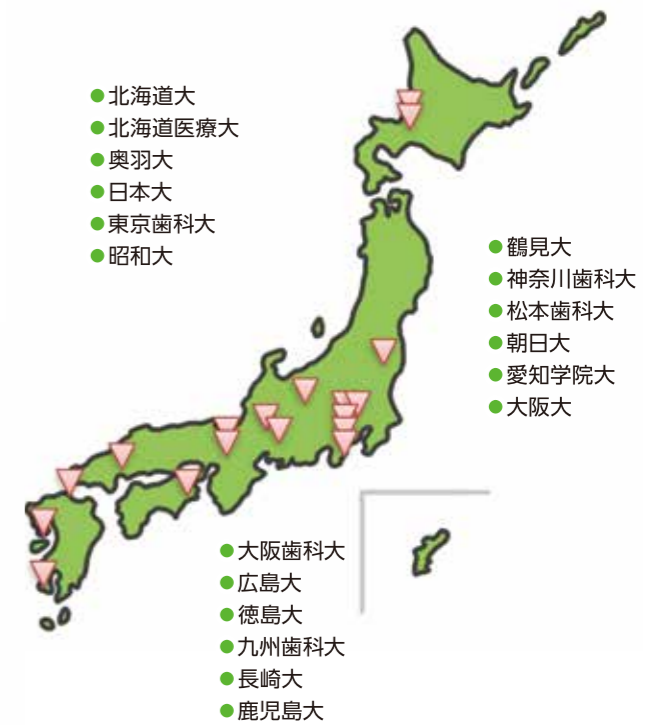 ●北海道大
●北海道医療大
●奥羽大
●日本大
●東京歯科大
●昭和大
●鶴見大
●神奈川歯科大
●松本歯科大
●朝日大
●愛知学院大
●大阪大
●大阪歯科大
●広島大
●徳島大
●九州歯科大
●長崎大
●鹿児島大